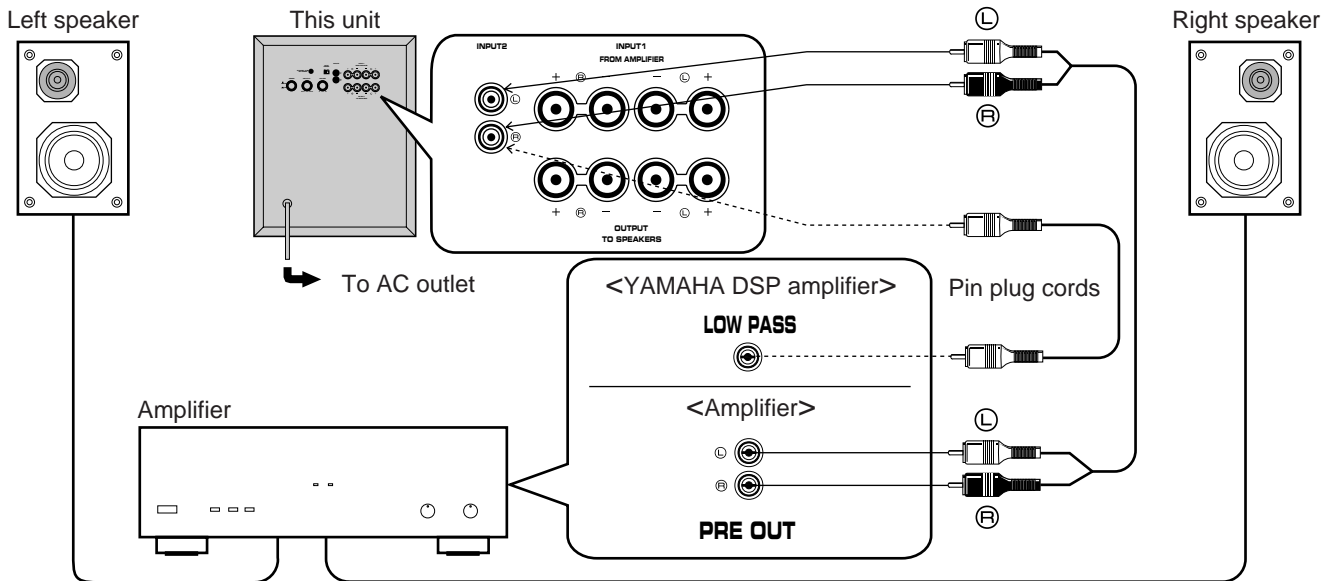 Left speaker
This unit
Right speaker
INPUT2
INPUT1
FROM AMPLIFIER
L
R
+ R − − L +
+ R − − L +
OUTPUT
TO SPEAKERS
L
R
To AC outlet
<YAMAHA DSP amplifier>
Pin plug cords
LOW PASS
Amplifier
<Amplifier>
L
R
L
R
PRE OUT